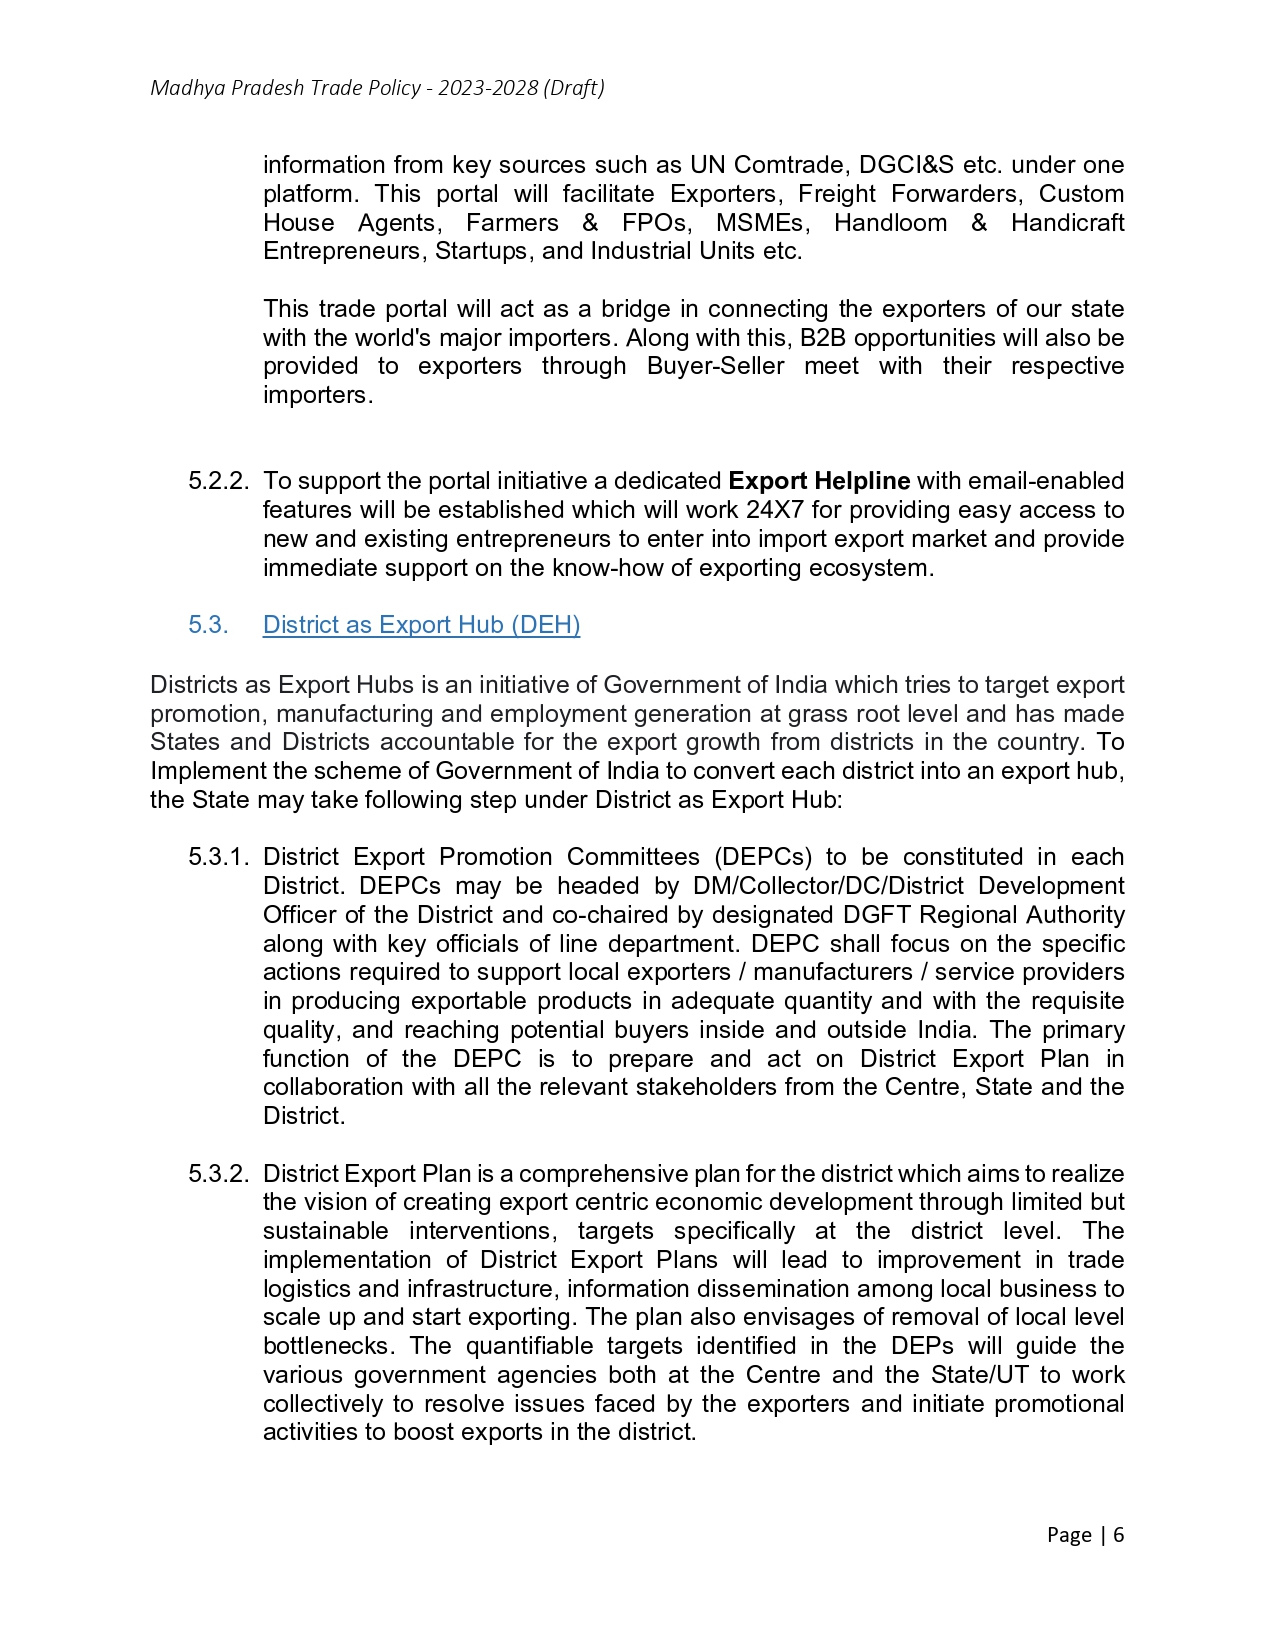 Madhya Pradesh Trade Policy - 2023-2028 (Draft)
information from key sources such as UN Comtrade, DGCI&S etc. under one
platform. This portal will facilitate Exporters, Freight Forwarders, Custom
House Agents, Farmers & FPOs, MSMEs, Handloom & Handicraft
Entrepreneurs, Startups, and Industrial Units etc.
This trade portal will act as a bridge in connecting the exporters of our state
with the world's major importers. Along with this, B2B opportunities will also be
provided to exporters through Buyer-Seller meet with their respective
importers.
5.2.2. To support the portal initiative a dedicated Export Helpline with email-enabled
features will be established which will work 24X7 for providing easy access to
new and existing entrepreneurs to enter into import export market and provide
immediate support on the know-how of exporting ecosystem.
5.3. District as Export Hub (DEH)
Districts as Export Hubs is an initiative of Government of India which tries to target export
promotion, manufacturing and employment generation at grass root level and has made
States and Districts accountable for the export growth from districts in the country. To
Implement the scheme of Government of India to convert each district into an export hub,
the State may take following step under District as Export Hub:
5.3.1. District Export Promotion Committees (DEPCs) to be constituted in each
District. DEPCs may be headed by DM/Collector/DC/District Development
Officer of the District and co-chaired by designated DGFT Regional Authority
along with key officials of line department. DEPC shall focus on the specific
actions required to support local exporters / manufacturers / service providers
in producing exportable products in adequate quantity and with the requisite
quality, and reaching potential buyers inside and outside India. The primary
function of the DEPC is to prepare and act on District Export Plan in
collaboration with all the relevant stakeholders from the Centre, State and the
District.
5.3.2. District Export Plan is a comprehensive plan for the district which aims to realize
the vision of creating export centric economic development through limited but
sustainable interventions, targets specifically at the district level. The
implementation of District Export Plans will lead to improvement in trade
logistics and infrastructure, information dissemination among local business to
scale up and start exporting. The plan also envisages of removal of local level
bottlenecks. The quantifiable targets identified in the DEPs will guide the
various government agencies both at the Centre and the State/UT to work
collectively to resolve issues faced by the exporters and initiate promotional
activities to boost exports in the district.
Page | 6